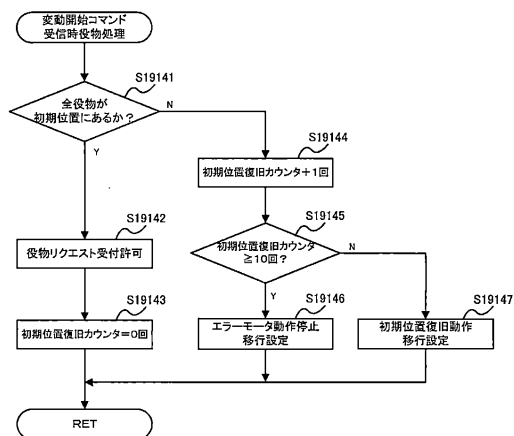 変動開始コマンド
受信時役物処理
S19141
全役物が
初期位置にあるか？
N
Y
S19144
初期位置復旧カウンタ+1回
S19142
役物リクエスト受付許可
S19145
初期位置復旧カウンタ
≧10回？
N
Y
S19143
初期位置復旧カウンタ=0回
S19146
エラーモータ動作停止
移行設定
S19147
初期位置復旧動作
移行設定
RET